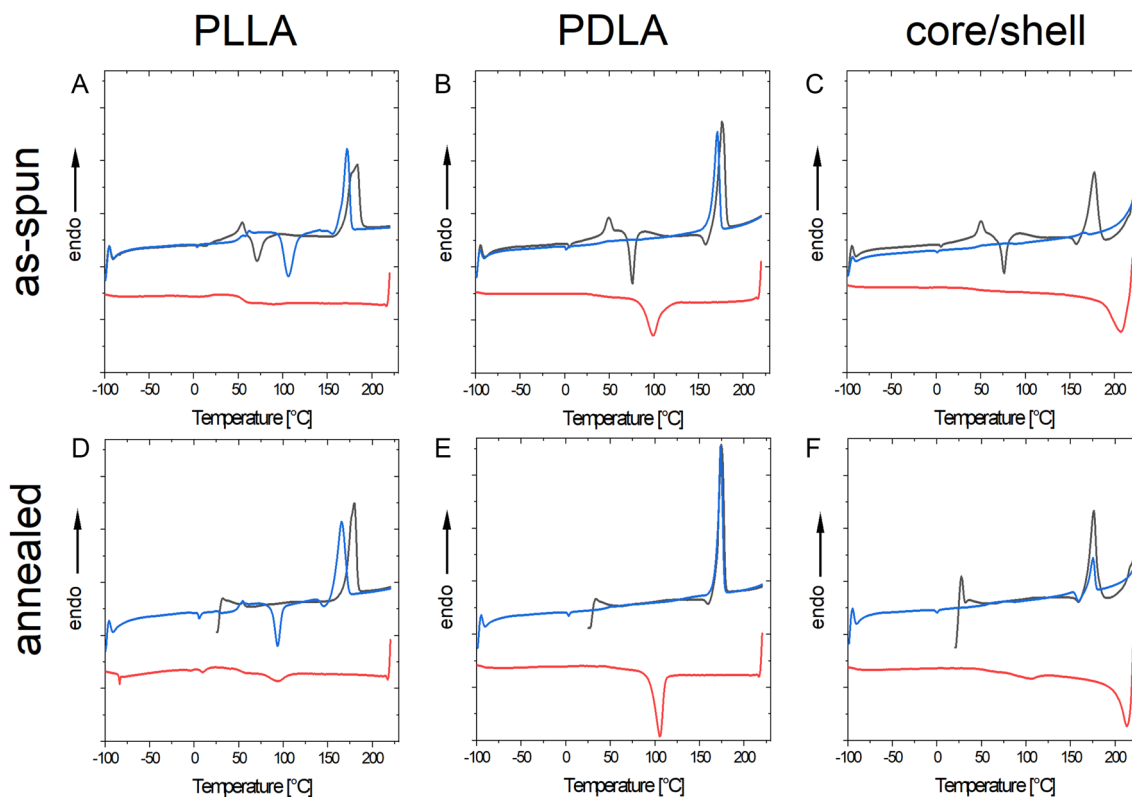 PLLA PDLA core/shell
as-spun
A B C
endo endo endo
-100 -50 0 50 100 150 200 -100 -50 0 50 100 150 200 -100 -50 0 50 100 150 200
Temperature [°C] Temperature [°C] Temperature [°C]
annealed
D E F
endo endo endo
-100 -50 0 50 100 150 200 -100 -50 0 50 100 150 200 -100 -50 0 50 100 150 200
Temperature [°C] Temperature [°C] Temperature [°C]